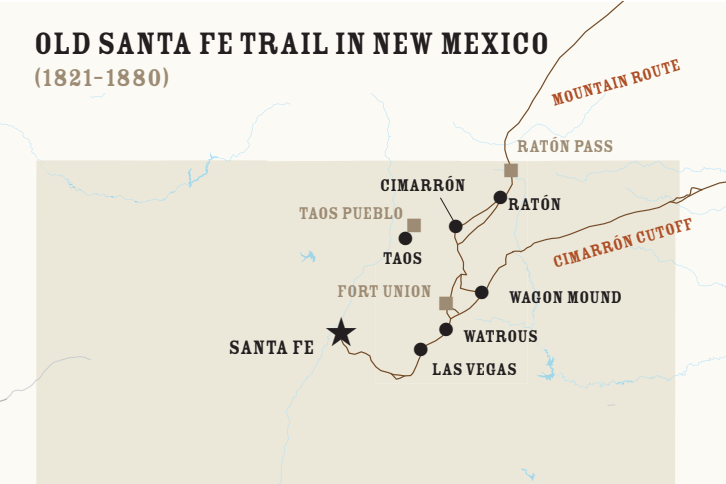 OLD SANTA FE TRAIL IN NEW MEXICO
(1821-1880)
MOUNTAIN ROUTE
RATÓN PASS
CIMARRÓN
RATÓN
TAOS PUEBLO
TAOS
CIMARRÓN CUTOFF
FORT UNION
WAGON MOUND
WATROUS
SANTA FE
LAS VEGAS